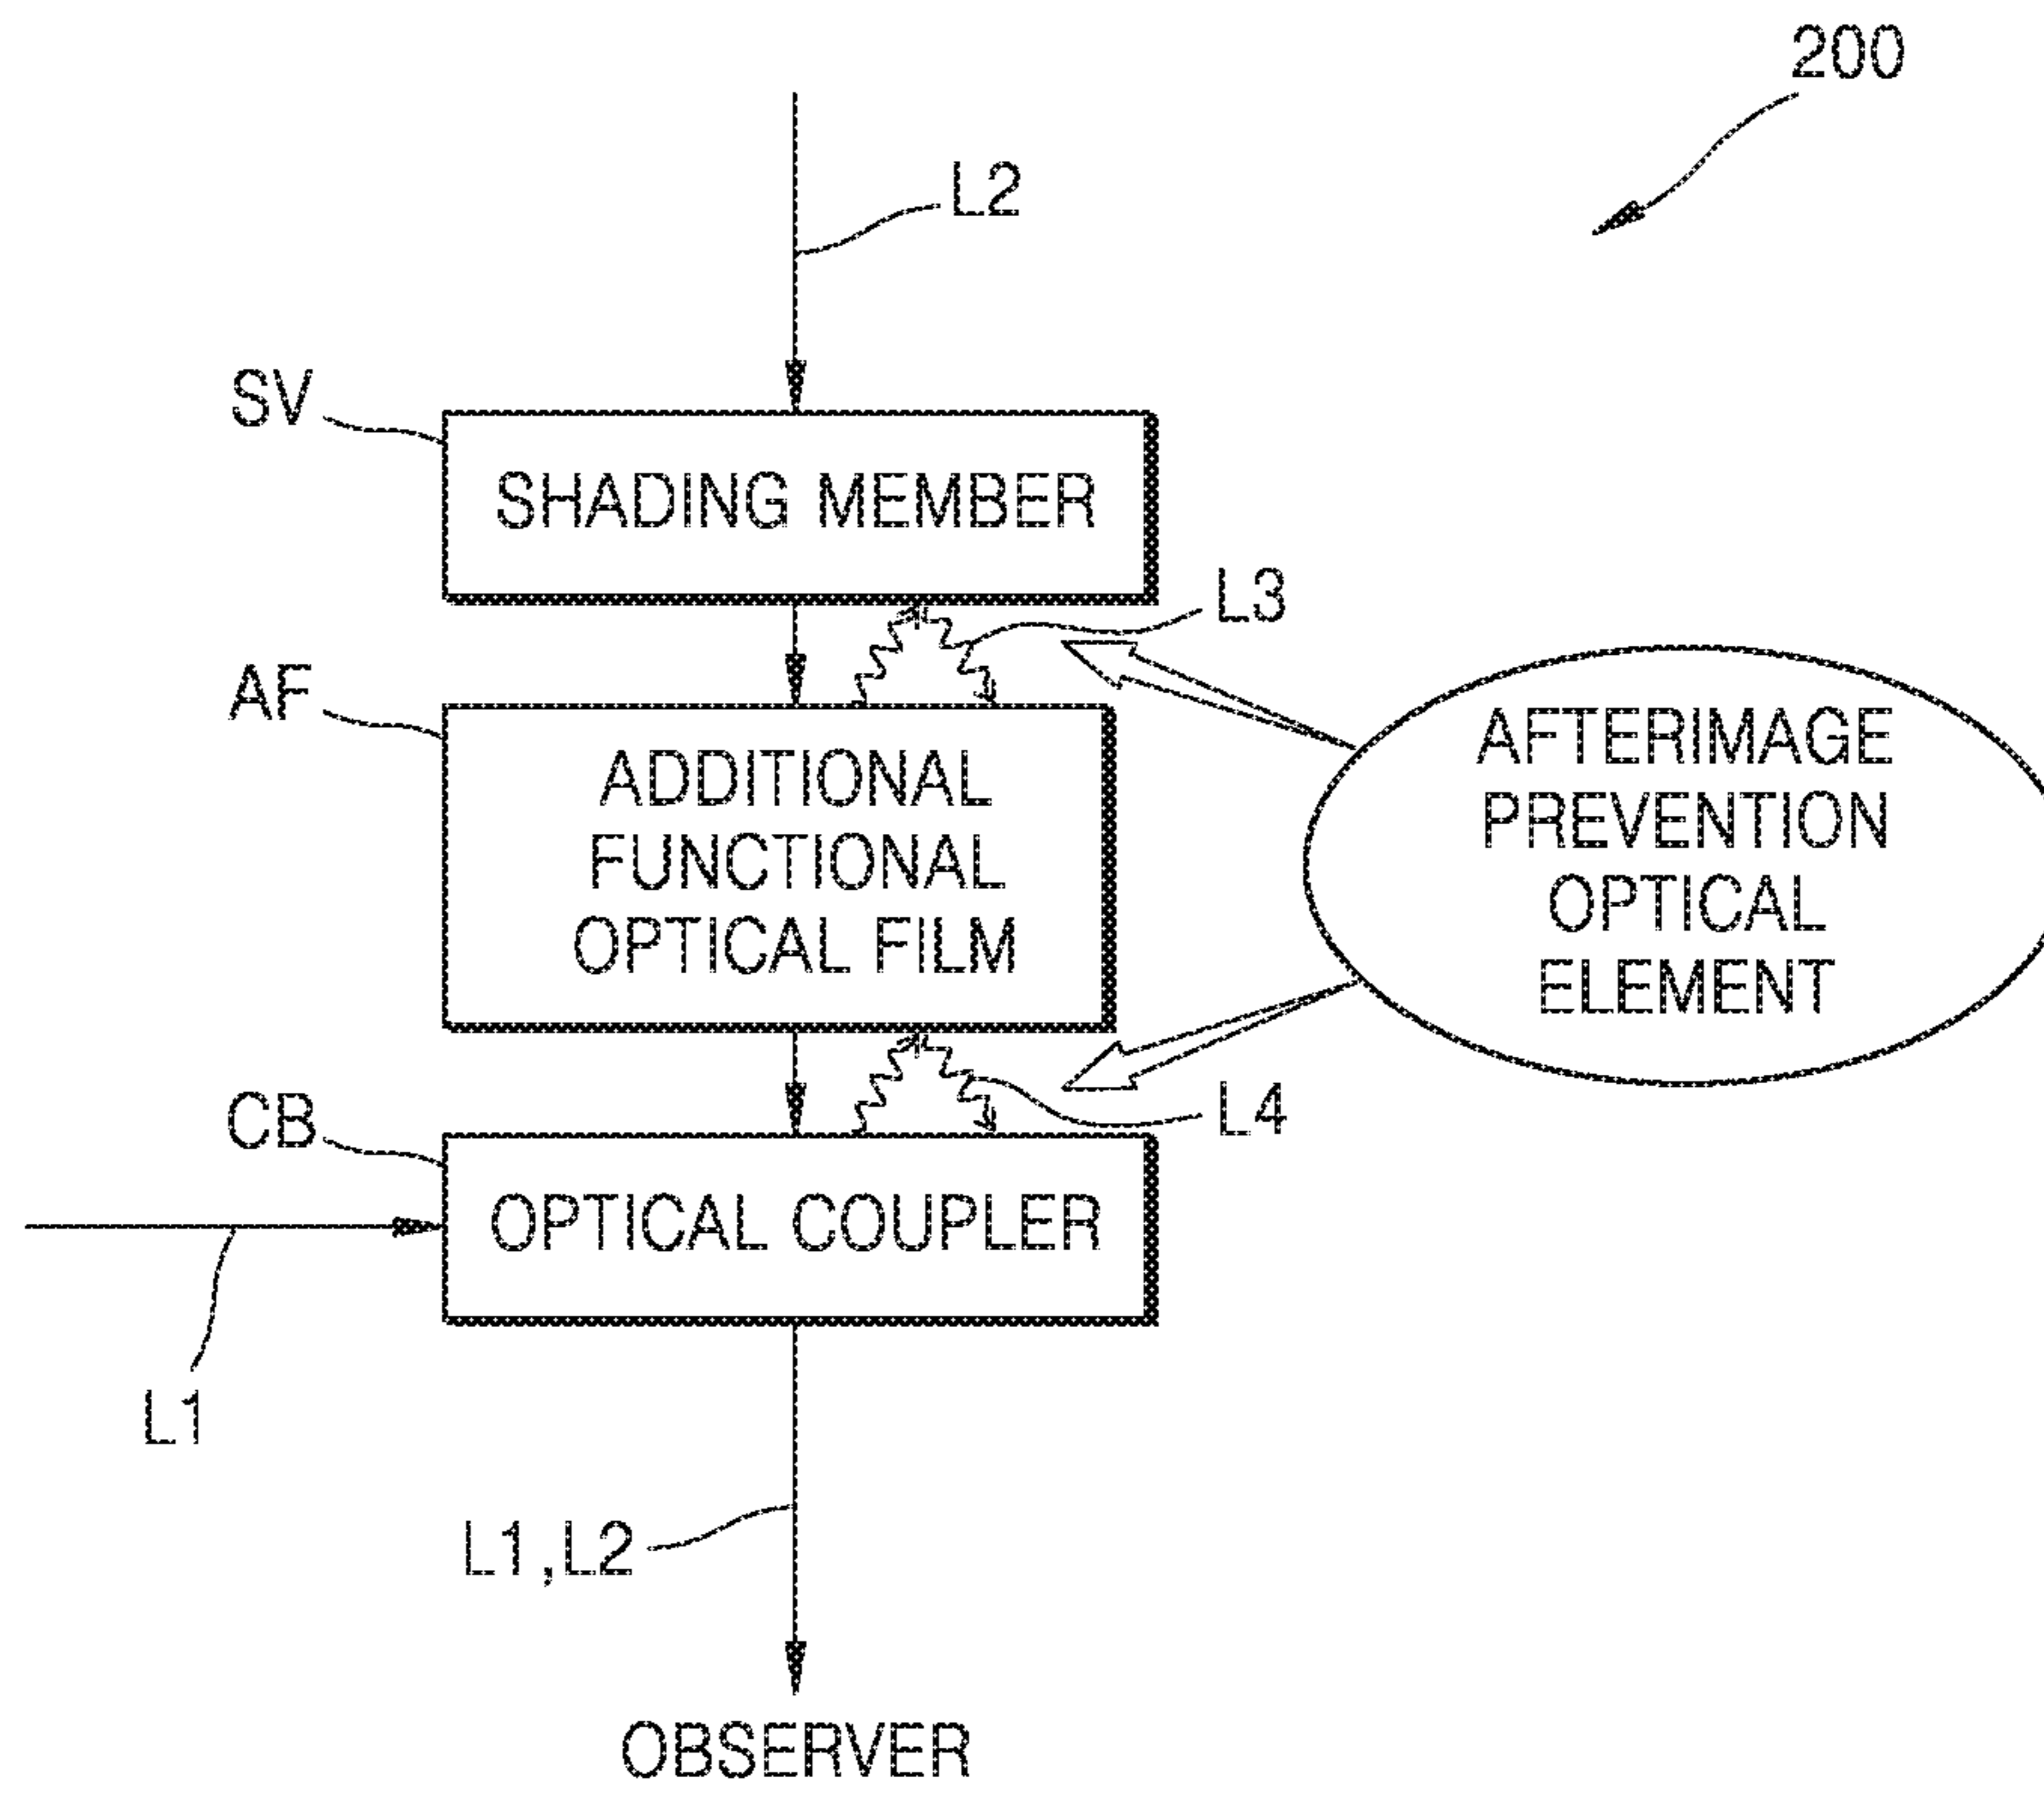 200
L2
SV
SHADING MEMBER
L3
AF
ADDITIONAL
FUNCTIONAL
OPTICAL FILM
AFTERIMAGE
PREVENTION
OPTICAL
ELEMENT
L4
CB
OPTICAL COUPLER
L1
L1,L2
OBSERVER